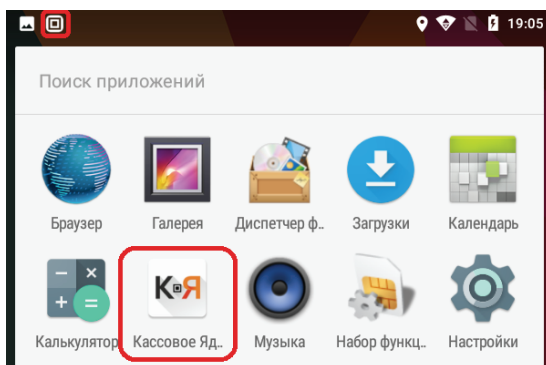 19:05
Поиск приложений
Браузер Галерея Диспетчер ф.. Загрузки Календарь
К Я
Калькулятор Кассовое Яд.. Музыка Набор функц.. Настройки